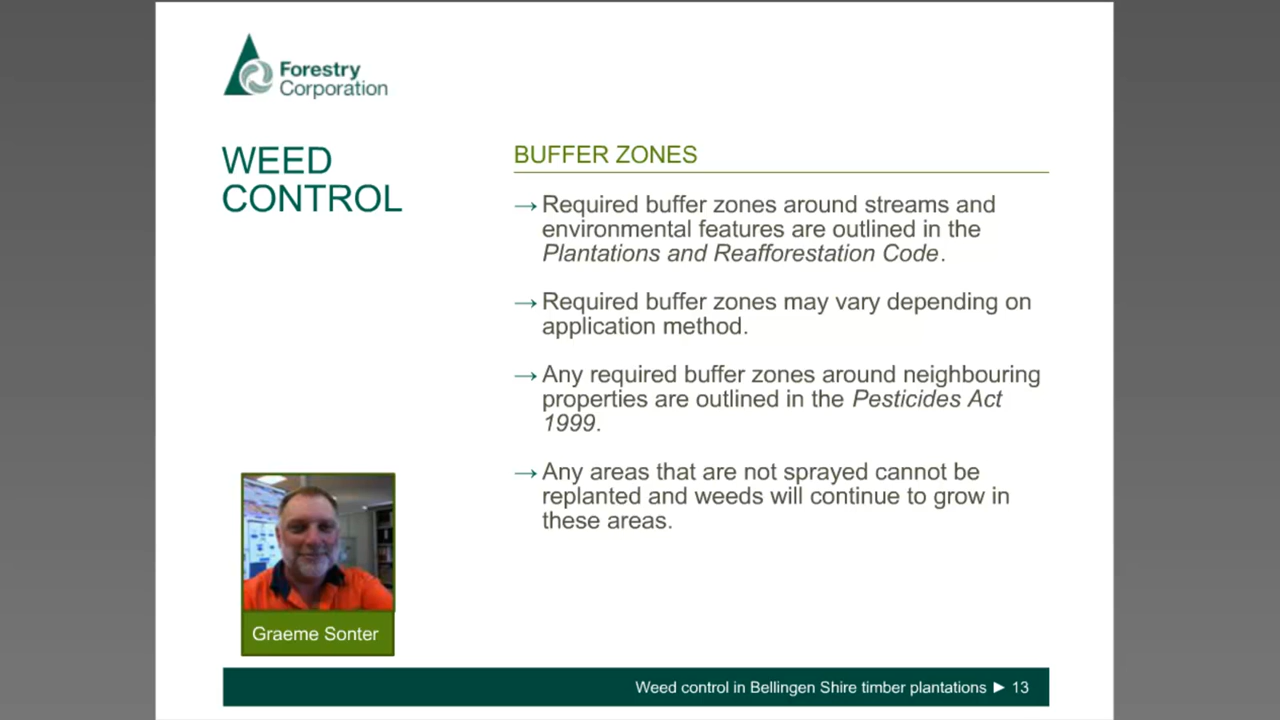 Forestry
Corporation
WEED
CONTROL
BUFFER ZONES
→ Required buffer zones around streams and
environmental features are outlined in the
Plantations and Reafforestation Code.
→ Required buffer zones may vary depending on
application method.
→ Any required buffer zones around neighbouring
properties are outlined in the Pesticides Act
1999.
→ Any areas that are not sprayed cannot be
replanted and weeds will continue to grow in
these areas.
Graeme Sonter
Weed control in Bellingen Shire timber plantations ► 13